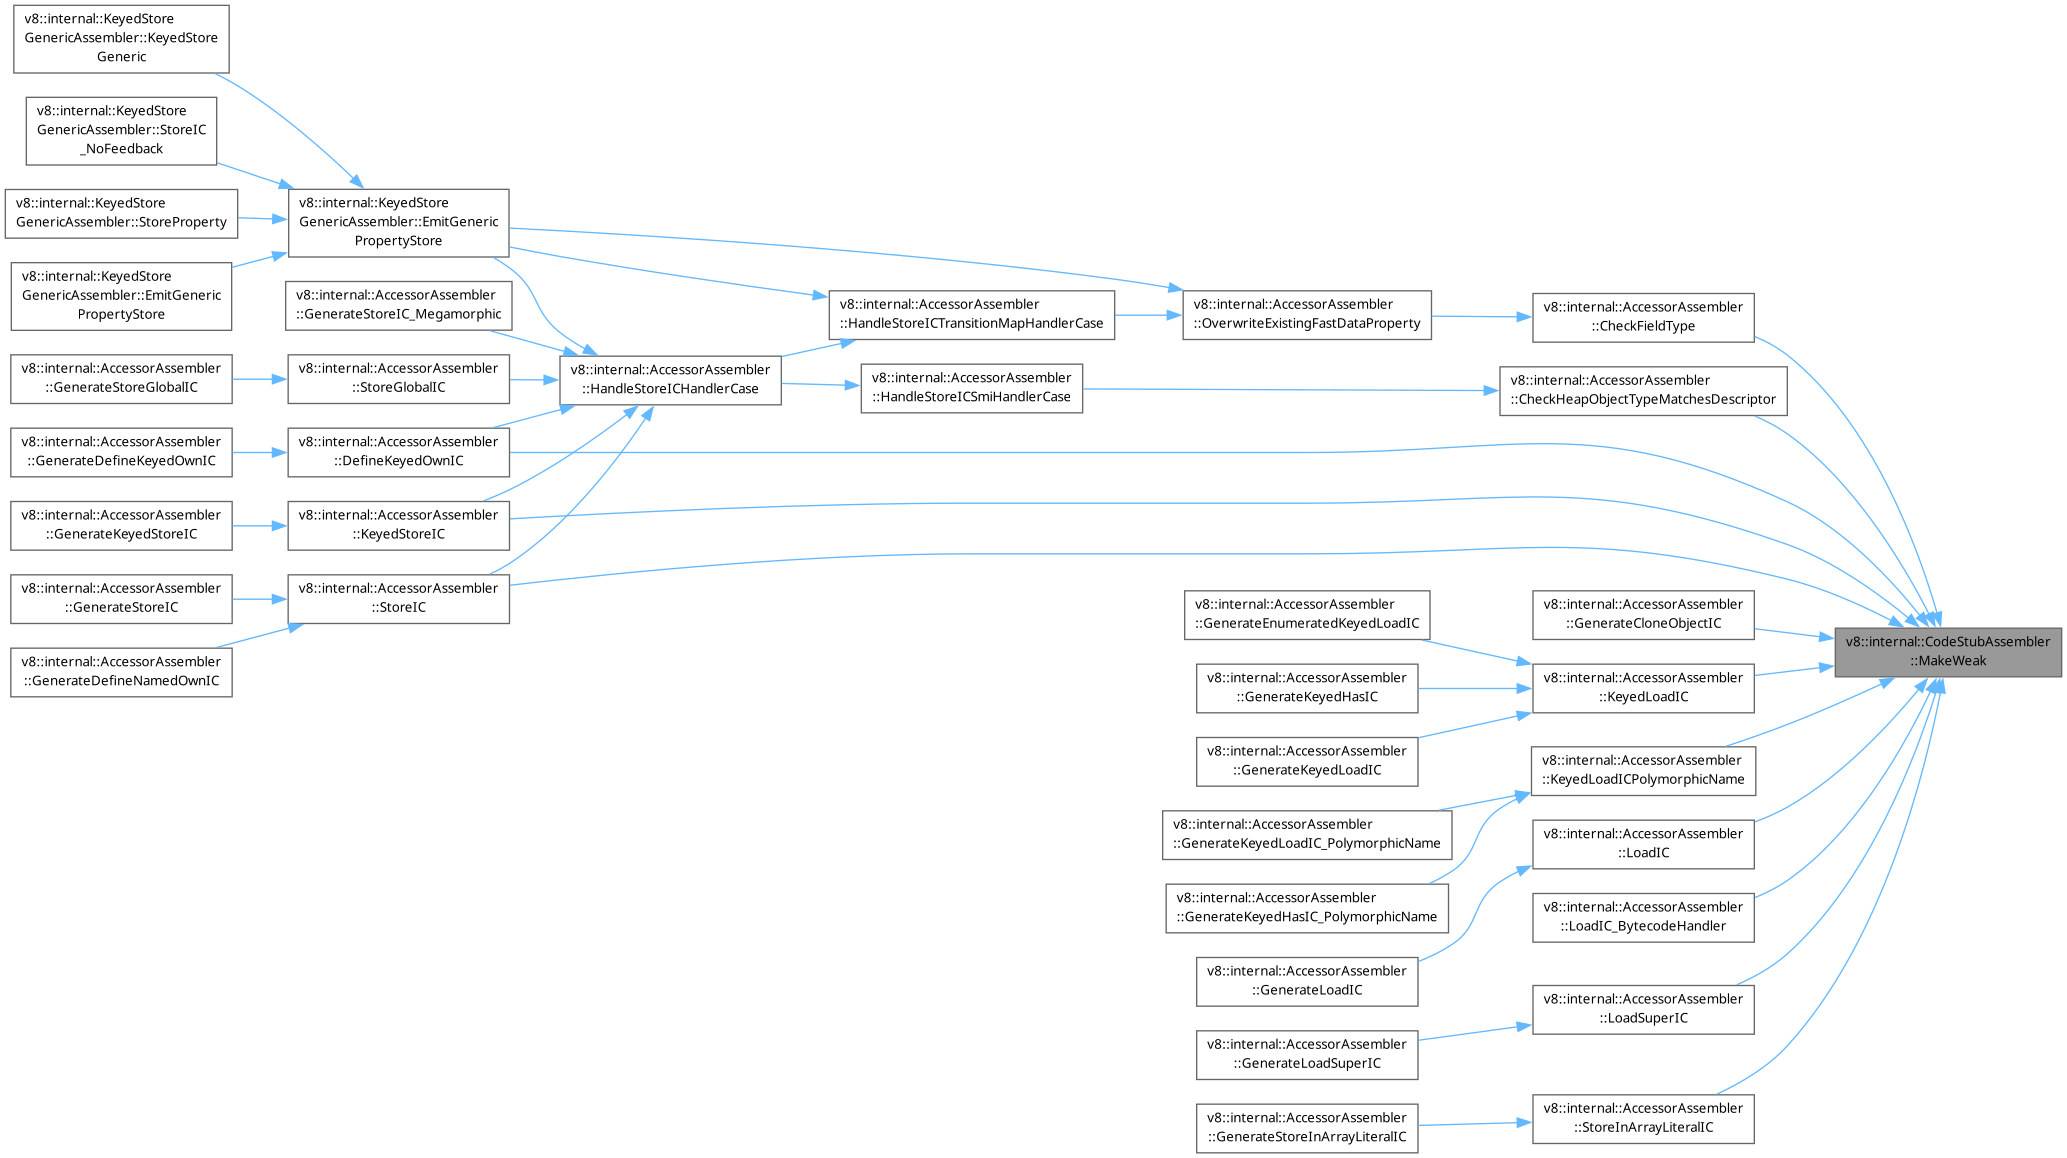 v8::internal::KeyedStore
GenericAssembler::KeyedStore
Generic
v8::internal::KeyedStore
GenericAssembler::StoreIC
_NoFeedback
v8::internal::KeyedStore
GenericAssembler::StoreProperty
v8::internal::KeyedStore
GenericAssembler::EmitGeneric
PropertyStore
v8::internal::AccessorAssembler
::GenerateStoreGlobalIC
v8::internal::AccessorAssembler
::GenerateDefineKeyedOwnIC
v8::internal::AccessorAssembler
::GenerateKeyedStoreIC
v8::internal::AccessorAssembler
::GenerateStoreIC
v8::internal::AccessorAssembler
::GenerateDefineNamedOwnIC
v8::internal::KeyedStore
GenericAssembler::EmitGeneric
PropertyStore
v8::internal::AccessorAssembler
::GenerateStoreIC_Megamorphic
v8::internal::AccessorAssembler
::StoreGlobalIC
v8::internal::AccessorAssembler
::DefineKeyedOwnIC
v8::internal::AccessorAssembler
::KeyedStoreIC
v8::internal::AccessorAssembler
::StoreIC
v8::internal::AccessorAssembler
::HandleStoreICHandlerCase
v8::internal::AccessorAssembler
::HandleStoreICTransitionMapHandlerCase
v8::internal::AccessorAssembler
::HandleStoreICSmiHandlerCase
v8::internal::AccessorAssembler
::OverwriteExistingFastDataProperty
v8::internal::AccessorAssembler
::GenerateEnumeratedKeyedLoadIC
v8::internal::AccessorAssembler
::GenerateKeyedHasIC
v8::internal::AccessorAssembler
::GenerateKeyedLoadIC
v8::internal::AccessorAssembler
::GenerateKeyedLoadIC_PolymorphicName
v8::internal::AccessorAssembler
::GenerateKeyedHasIC_PolymorphicName
v8::internal::AccessorAssembler
::GenerateLoadIC
v8::internal::AccessorAssembler
::GenerateLoadSuperIC
v8::internal::AccessorAssembler
::GenerateStoreInArrayLiteralIC
v8::internal::AccessorAssembler
::CheckFieldType
v8::internal::AccessorAssembler
::CheckHeapObjectTypeMatchesDescriptor
v8::internal::AccessorAssembler
::GenerateCloneObjectIC
v8::internal::AccessorAssembler
::KeyedLoadIC
v8::internal::AccessorAssembler
::KeyedLoadICPolymorphicName
v8::internal::AccessorAssembler
::LoadIC
v8::internal::AccessorAssembler
::LoadIC_BytecodeHandler
v8::internal::AccessorAssembler
::LoadSuperIC
v8::internal::AccessorAssembler
::StoreInArrayLiteralIC
v8::internal::CodeStubAssembler
::MakeWeak